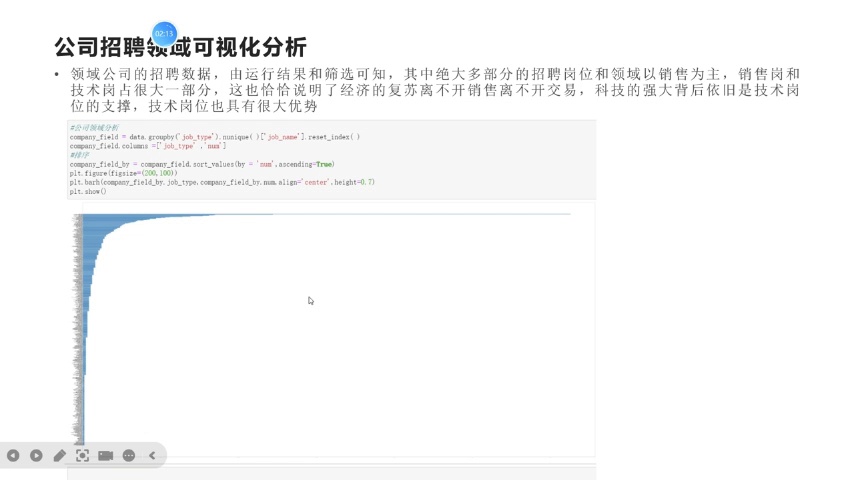 02:13
公司招聘领域可视化分析
• 领域公司的招聘数据，由运行结果和筛选可知，其中绝大多部分的招聘岗位和领域以销售为主，销售岗和
技术岗占很大一部分，这也恰恰说明了经济的复苏离不开销售离不开交易，科技的强大背后依旧是技术岗
位的支撑，技术岗位也具有很大优势
#公司领域分析
company_field = data.groupby('job_type').nunique( )['job_name'].reset_index( )
company_field.columns =['job_type' ,'num']
#排序
company_field_by = company_field.sort_values(by = 'num',ascending=True)
plt.figure(figsize=(200,100))
plt.barh(company_field_by.job_type,company_field_by.num,align='center',height=0.7)
plt.show()